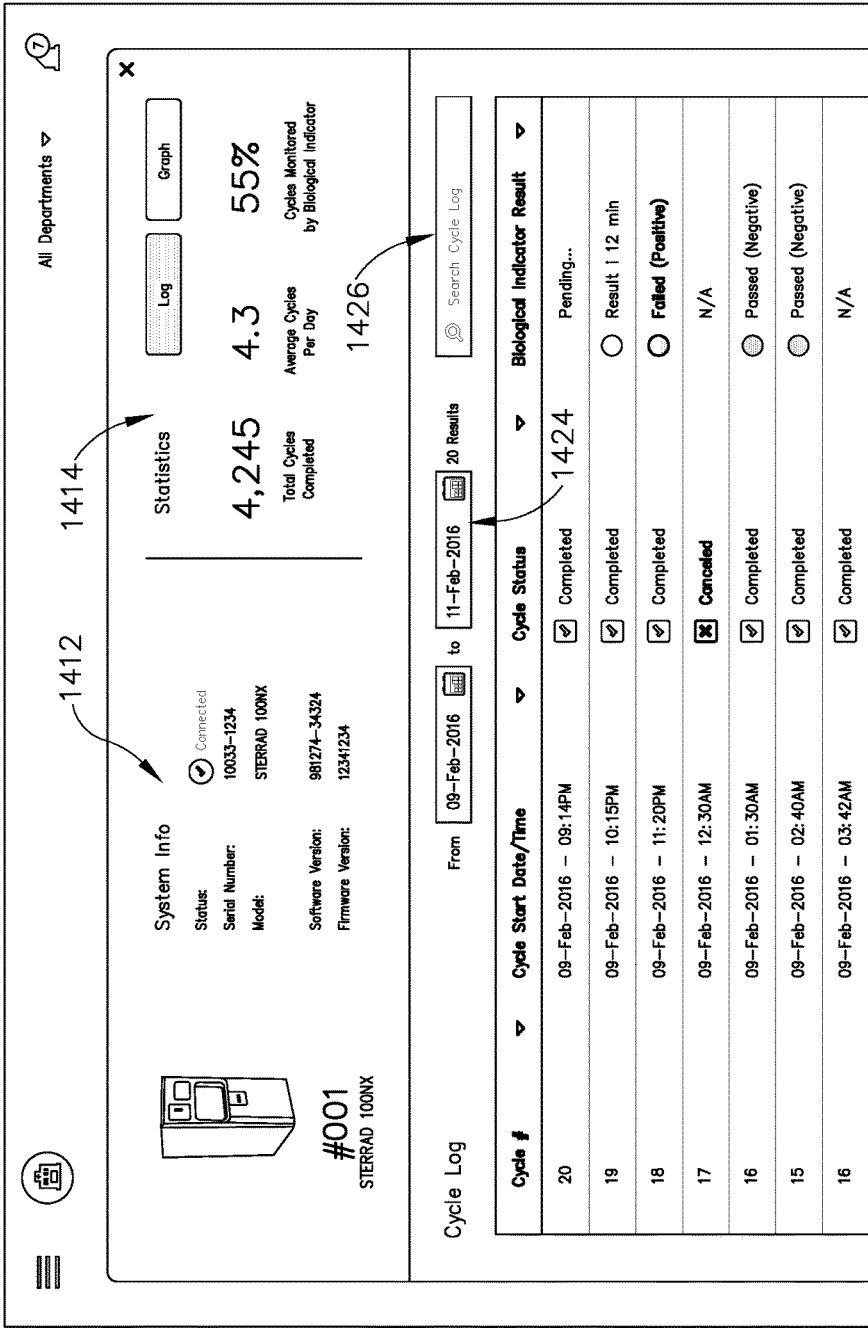 7
All Departments
1412
1414
System Info
Status: Connected
Serial Number: 10033-1234
Model: STERRAD 100NX
Software Version: 981274-34324
Firmware Version: 12341234
#001
STERRAD 100NX
Statistics
Log
Graph
4,245
Total Cycles
Completed
4.3
Average Cycles
Per Day
55%
Cycles Monitored
by Biological Indicator
1426
Cycle Log
From 09-Feb-2016 to 11-Feb-2016 20 Results
Search Cycle Log
1424
Cycle # Cycle Start Date/Time Cycle Status Biological Indicator Result
20 09-Feb-2016 - 09:14PM Completed Pending...
19 09-Feb-2016 - 10:15PM Completed Result | 12 min
18 09-Feb-2016 - 11:20PM Completed Failed (Positive)
17 09-Feb-2016 - 12:30AM Canceled N/A
16 09-Feb-2016 - 01:30AM Completed Passed (Negative)
15 09-Feb-2016 - 02:40AM Completed Passed (Negative)
16 09-Feb-2016 - 03:42AM Completed N/A